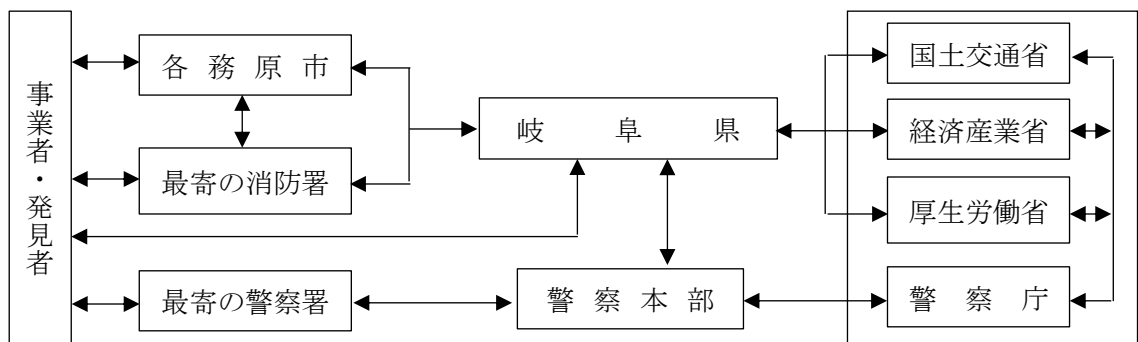 事業者・発見者
各務原市
最寄の消防署
最寄の警察署
岐阜県
警察本部
国土交通省
経済産業省
厚生労働省
警察庁